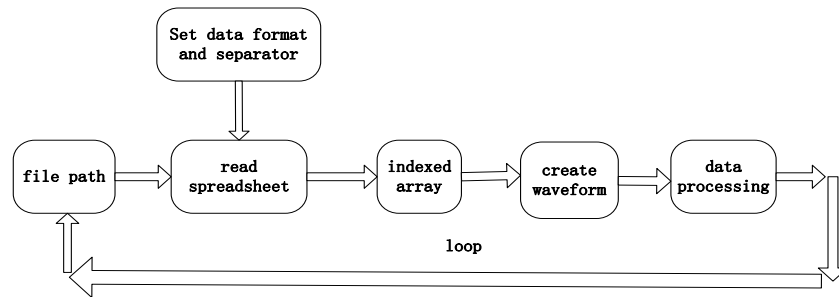 Set data format
and separator
file path
read
spreadsheet
indexed
array
create
waveform
data
processing
loop